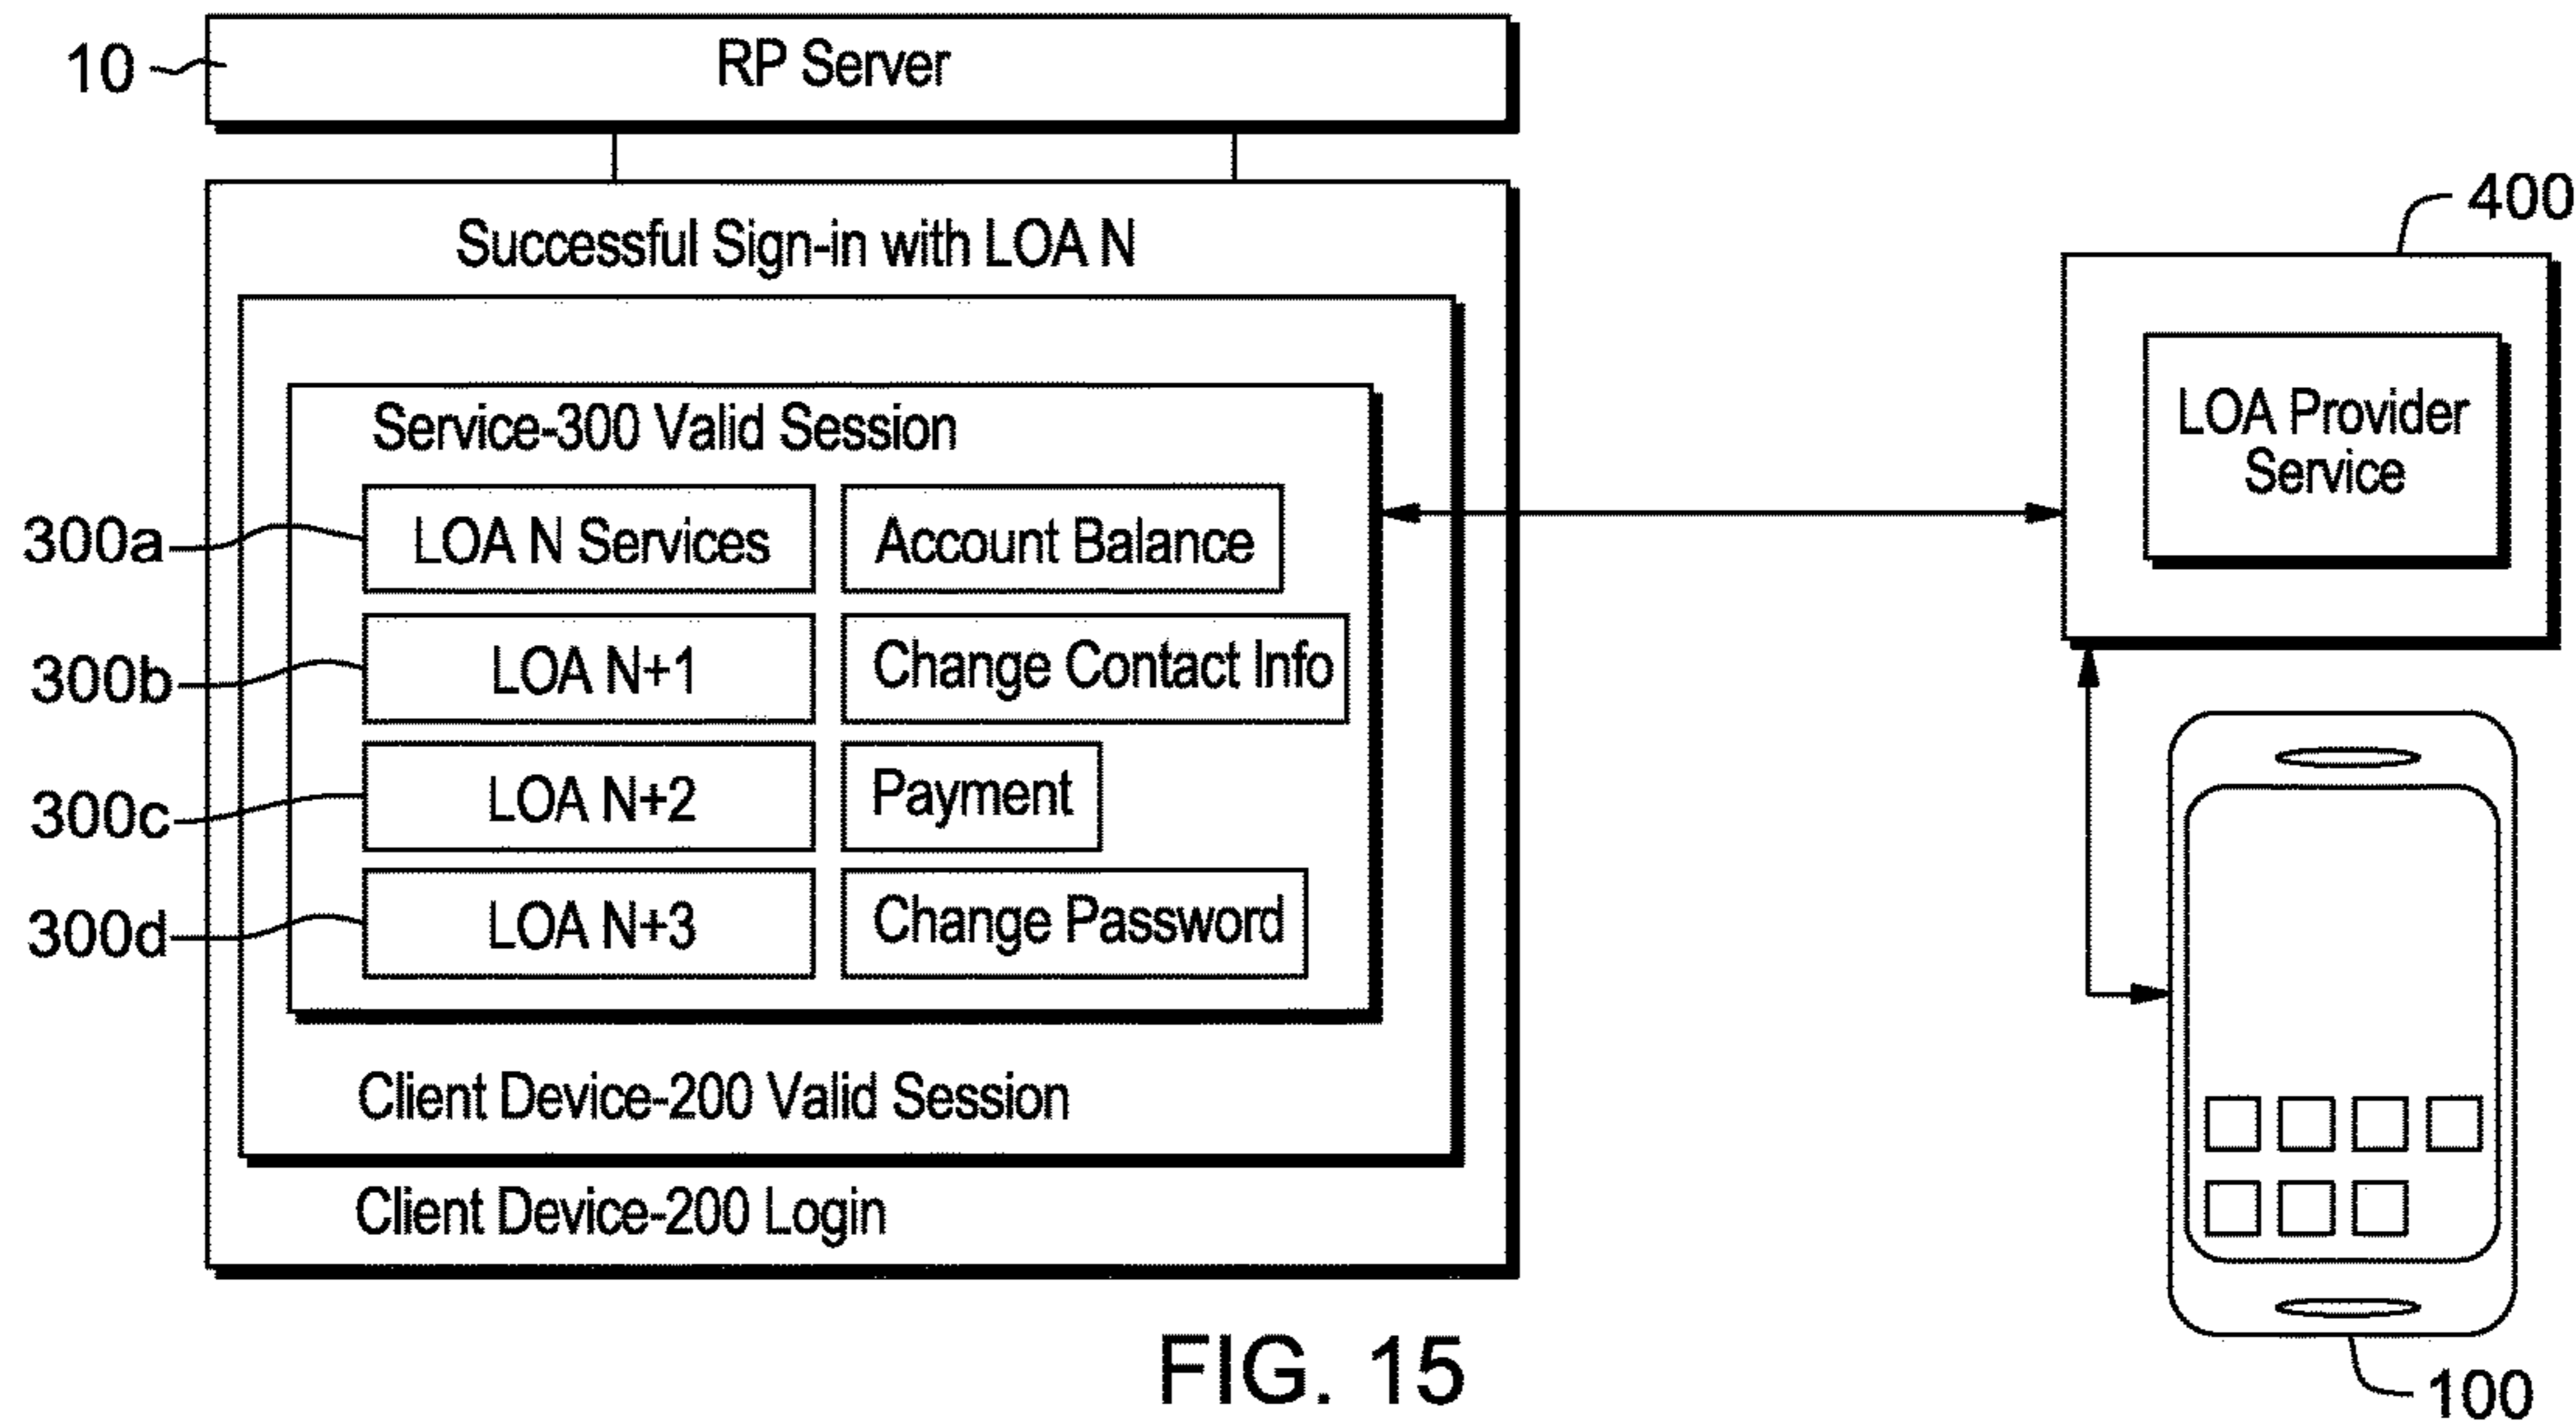 10
RP Server
400
Successful Sign-in with LOA N
LOA Provider
Service
Service-300 Valid Session
300a
LOA N Services
Account Balance
300b
LOA N+1
Change Contact Info
300c
LOA N+2
Payment
300d
LOA N+3
Change Password
Client Device-200 Valid Session
Client Device-200 Login
FIG. 15
100